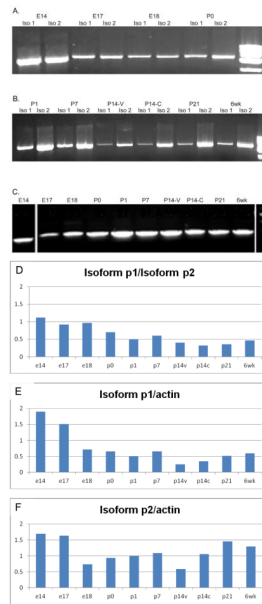 A.
E14 E17 E18 P0
Iso 1 Iso 2 Iso 1 Iso 2 Iso 1 Iso 2 Iso 1 Iso 2
B.
P1 P7 P14-V P14-C P21 6wk
Iso 1 Iso 2 Iso 1 Iso 2 Iso 1 Iso 2 Iso 1 Iso 2 Iso 1 Iso 2 Iso 1 Iso 2
C.
E14 E17 E18 P0 P1 P7 P14-V P14-C P21 6wk
D Isoform p1/Isoform p2
2
1.5
1
0.5
0
e14 e17 e18 p0 p1 p7 p14v p14c p21 6wk
E Isoform p1/actin
2
1.5
1
0.5
0
e14 e17 e18 p0 p1 p7 p14v p14c p21 6wk
F Isoform p2/actin
2
1.5
1
0.5
0
e14 e17 e18 p0 p1 p7 p14v p14c p21 6wk